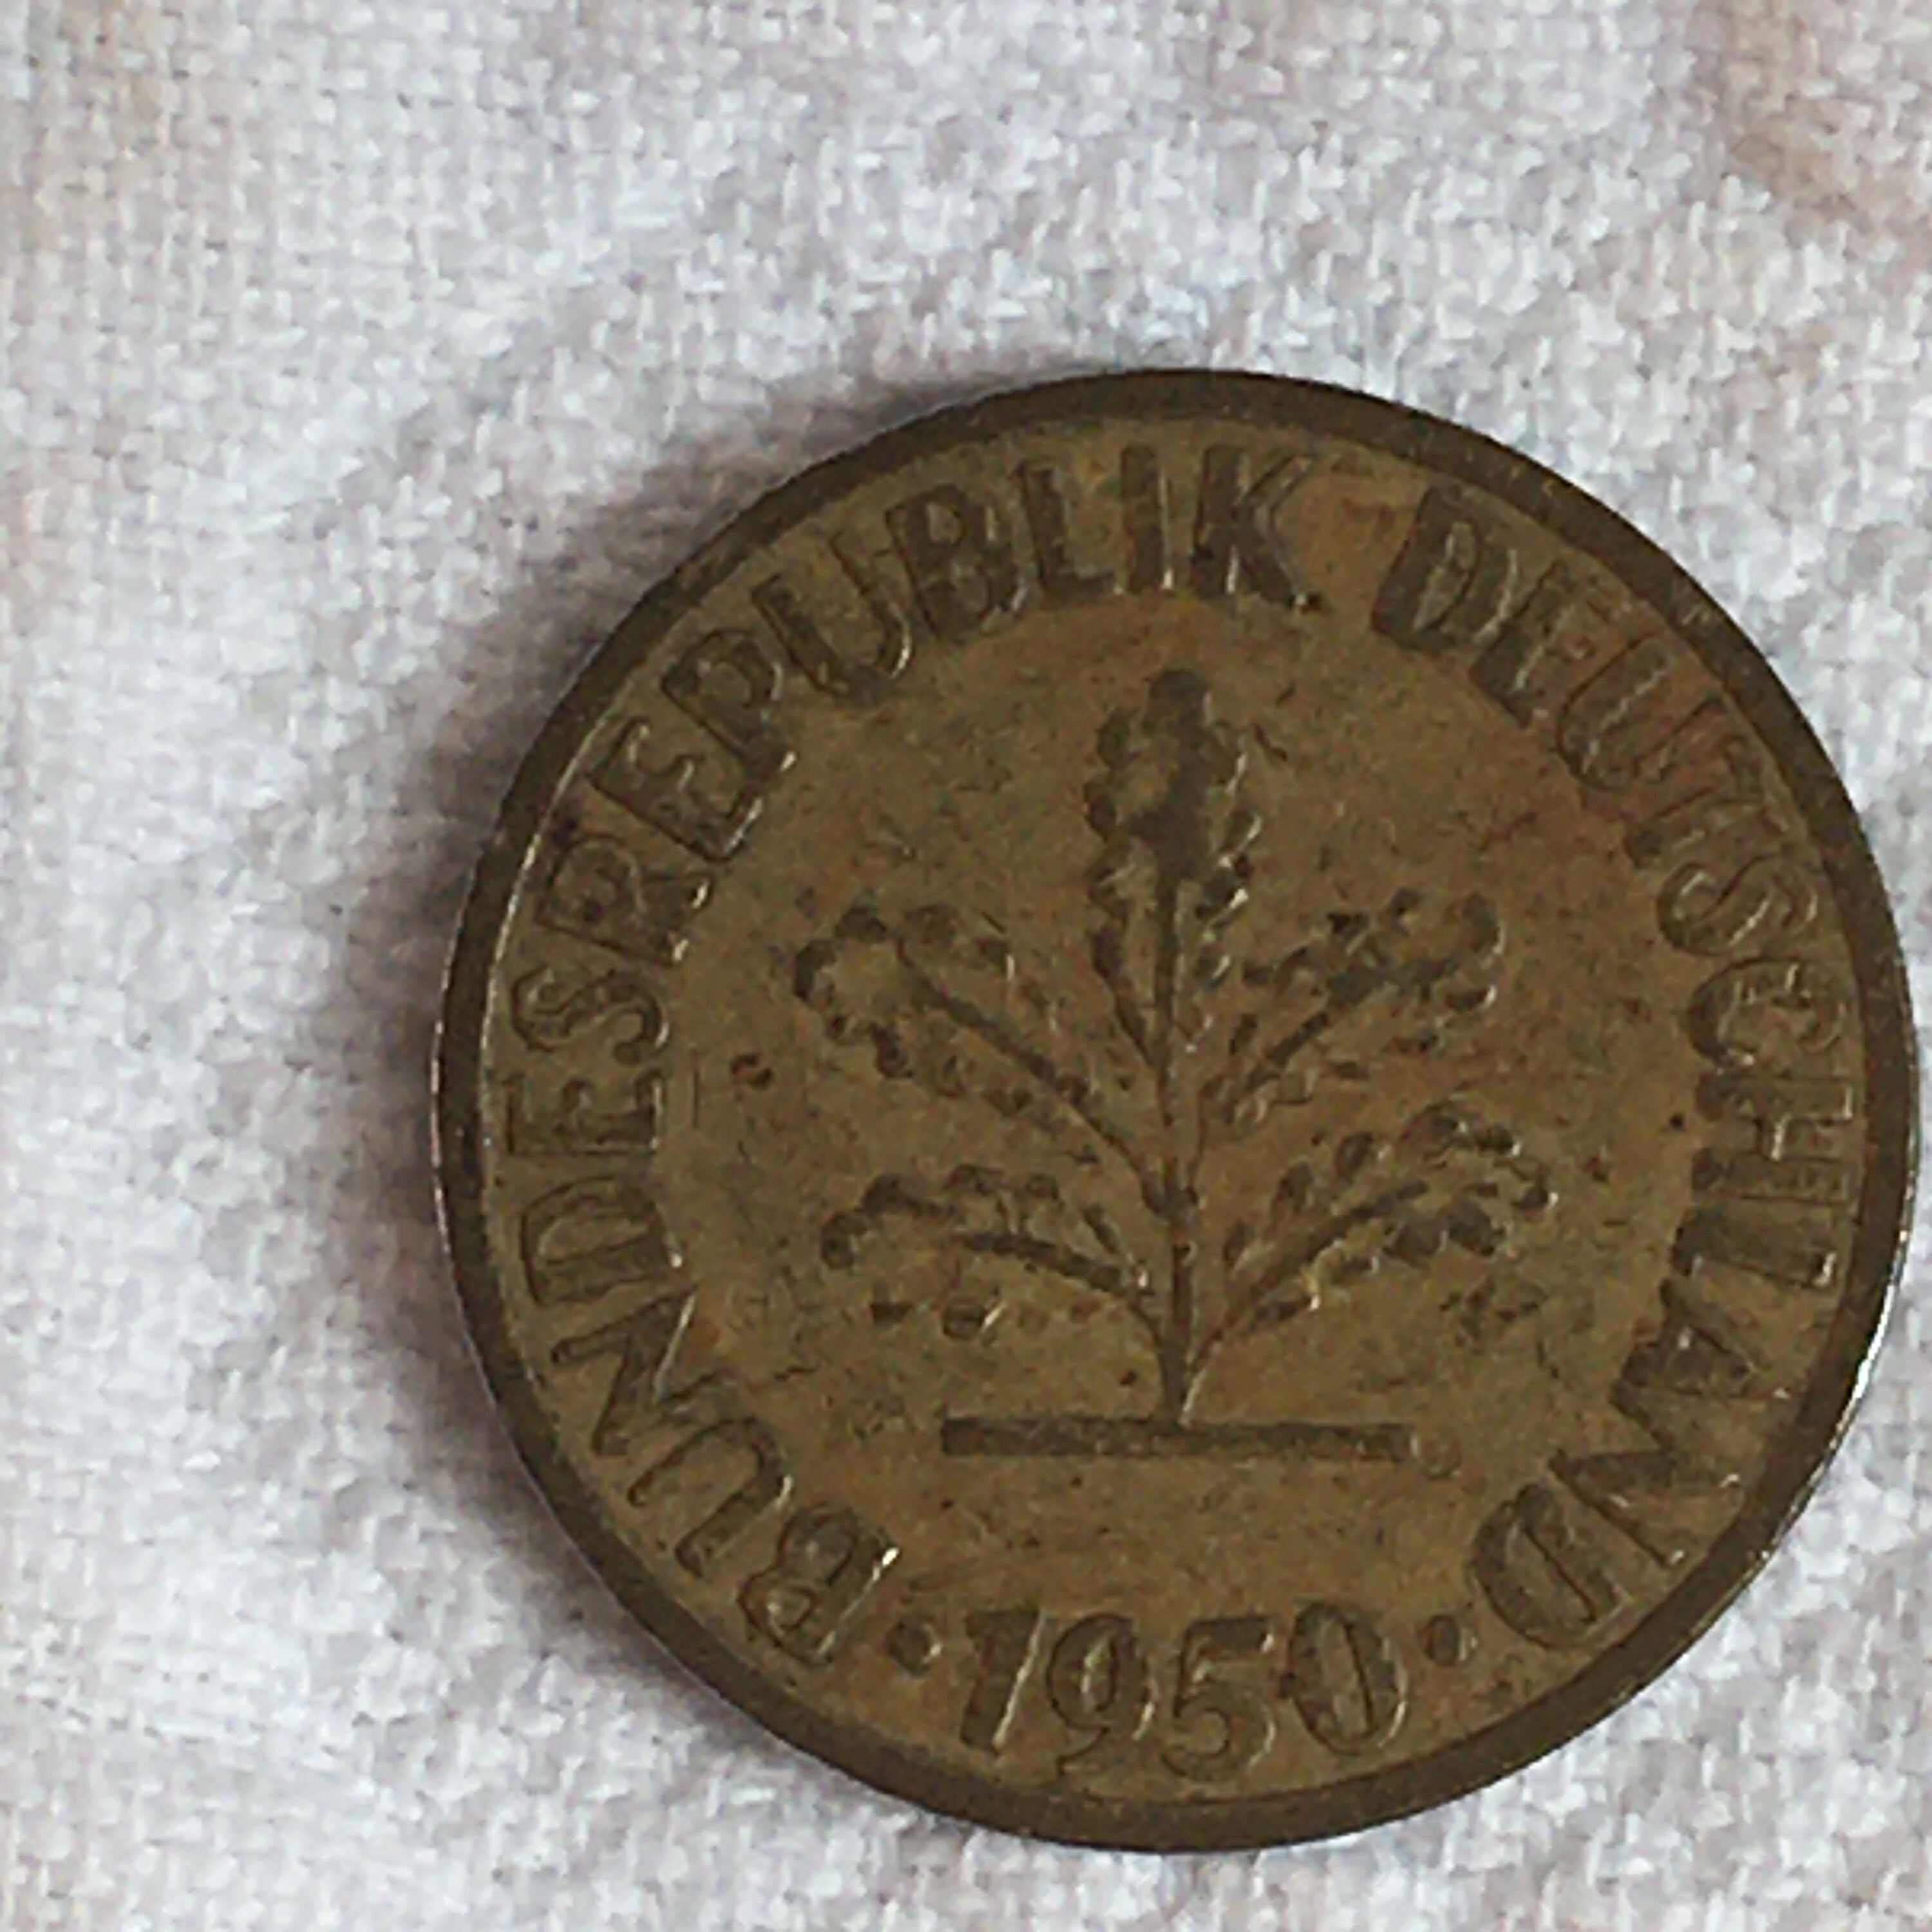 BUNDESREPUBLIK DEUTSCHLAND
· 1950 ·